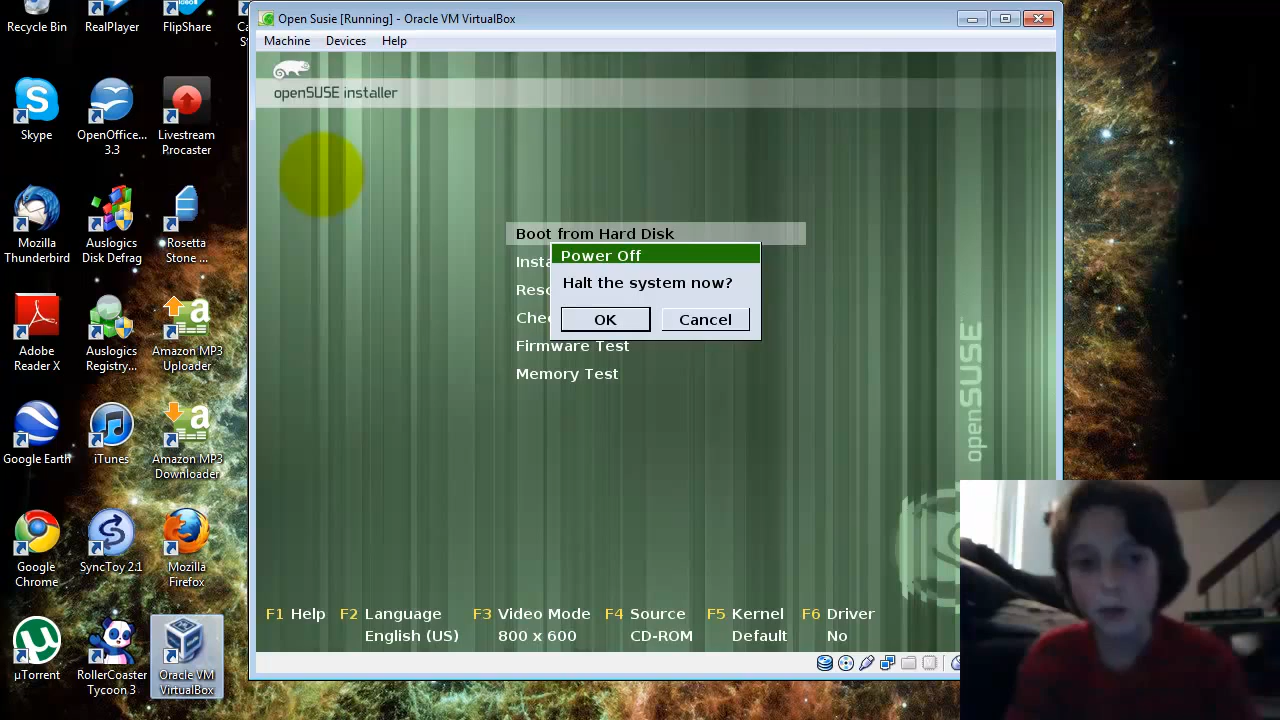 Recycle Bin
RealPlayer
FlipShare
Skype
OpenOffice...
3.3
Livestream
Procaster
Mozilla
Thunderbird
Auslogics
Disk Defrag
Rosetta
Stone ...
Adobe
Reader X
Auslogics
Registry...
Amazon MP3
Uploader
Google Earth
iTunes
Amazon MP3
Downloader
Google
Chrome
SyncToy 2.1
Mozilla
Firefox
µTorrent
RollerCoaster
Tycoon 3
Oracle VM
VirtualBox
Open Susie [Running] - Oracle VM VirtualBox
Machine Devices Help
openSUSE installer
Boot from Hard Disk
Power Off
Halt the system now?
OK Cancel
Firmware Test
Memory Test
openSUSE
F1 Help F2 Language F3 Video Mode F4 Source F5 Kernel F6 Driver
English (US) 800 x 600 CD-ROM Default No